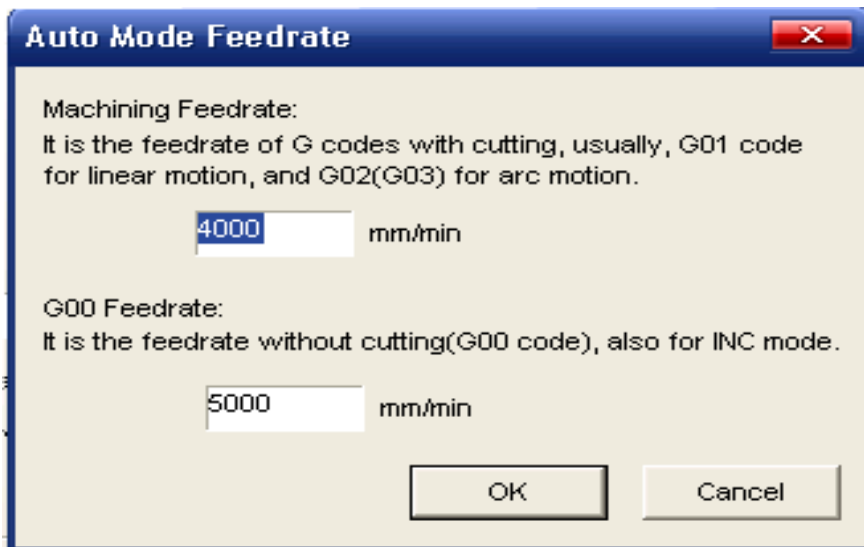 Auto Mode Feedrate
Machining Feedrate:
It is the feedrate of G codes with cutting, usually, G01 code
for linear motion, and G02(G03) for arc motion.
4000 mm/min
G00 Feedrate:
It is the feedrate without cutting(G00 code), also for INC mode.
5000 mm/min
OK Cancel